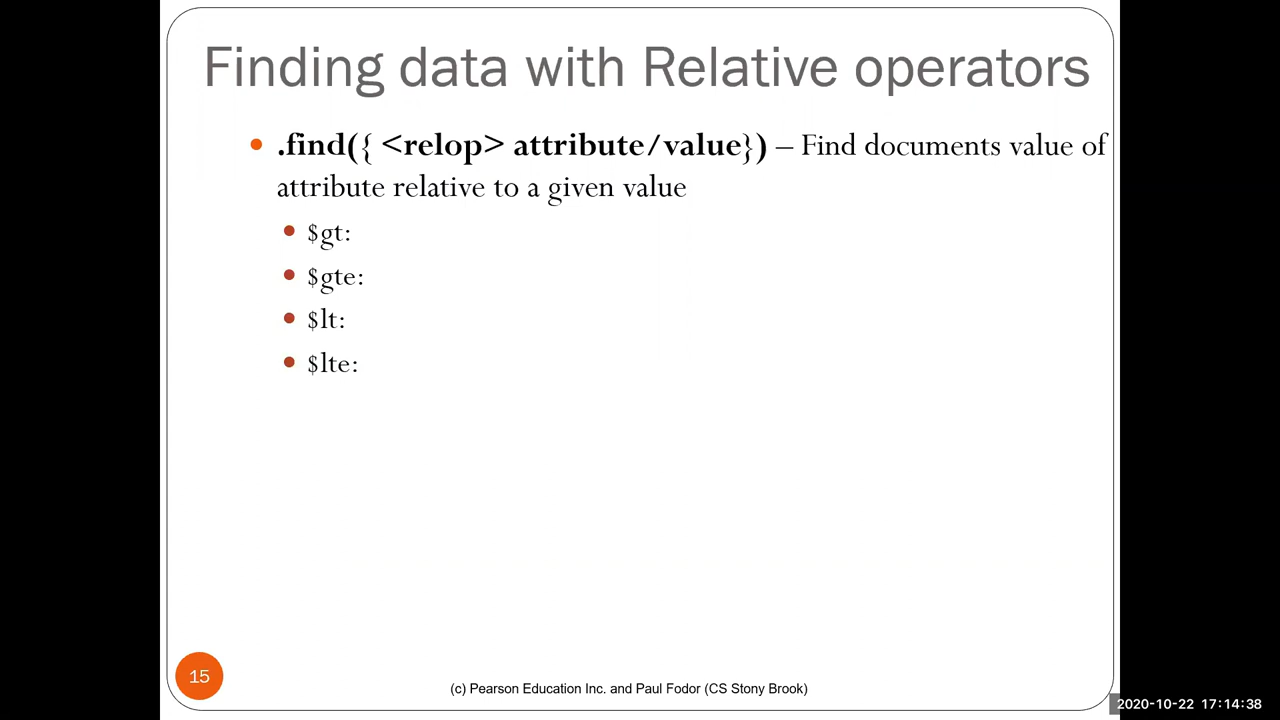 Finding data with Relative operators
.find({ <relop> attribute/value}) – Find documents value of
attribute relative to a given value
$gt:
$gte:
$lt:
$lte:
15
(c) Pearson Education Inc. and Paul Fodor (CS Stony Brook)
2020-10-22 17:14:38